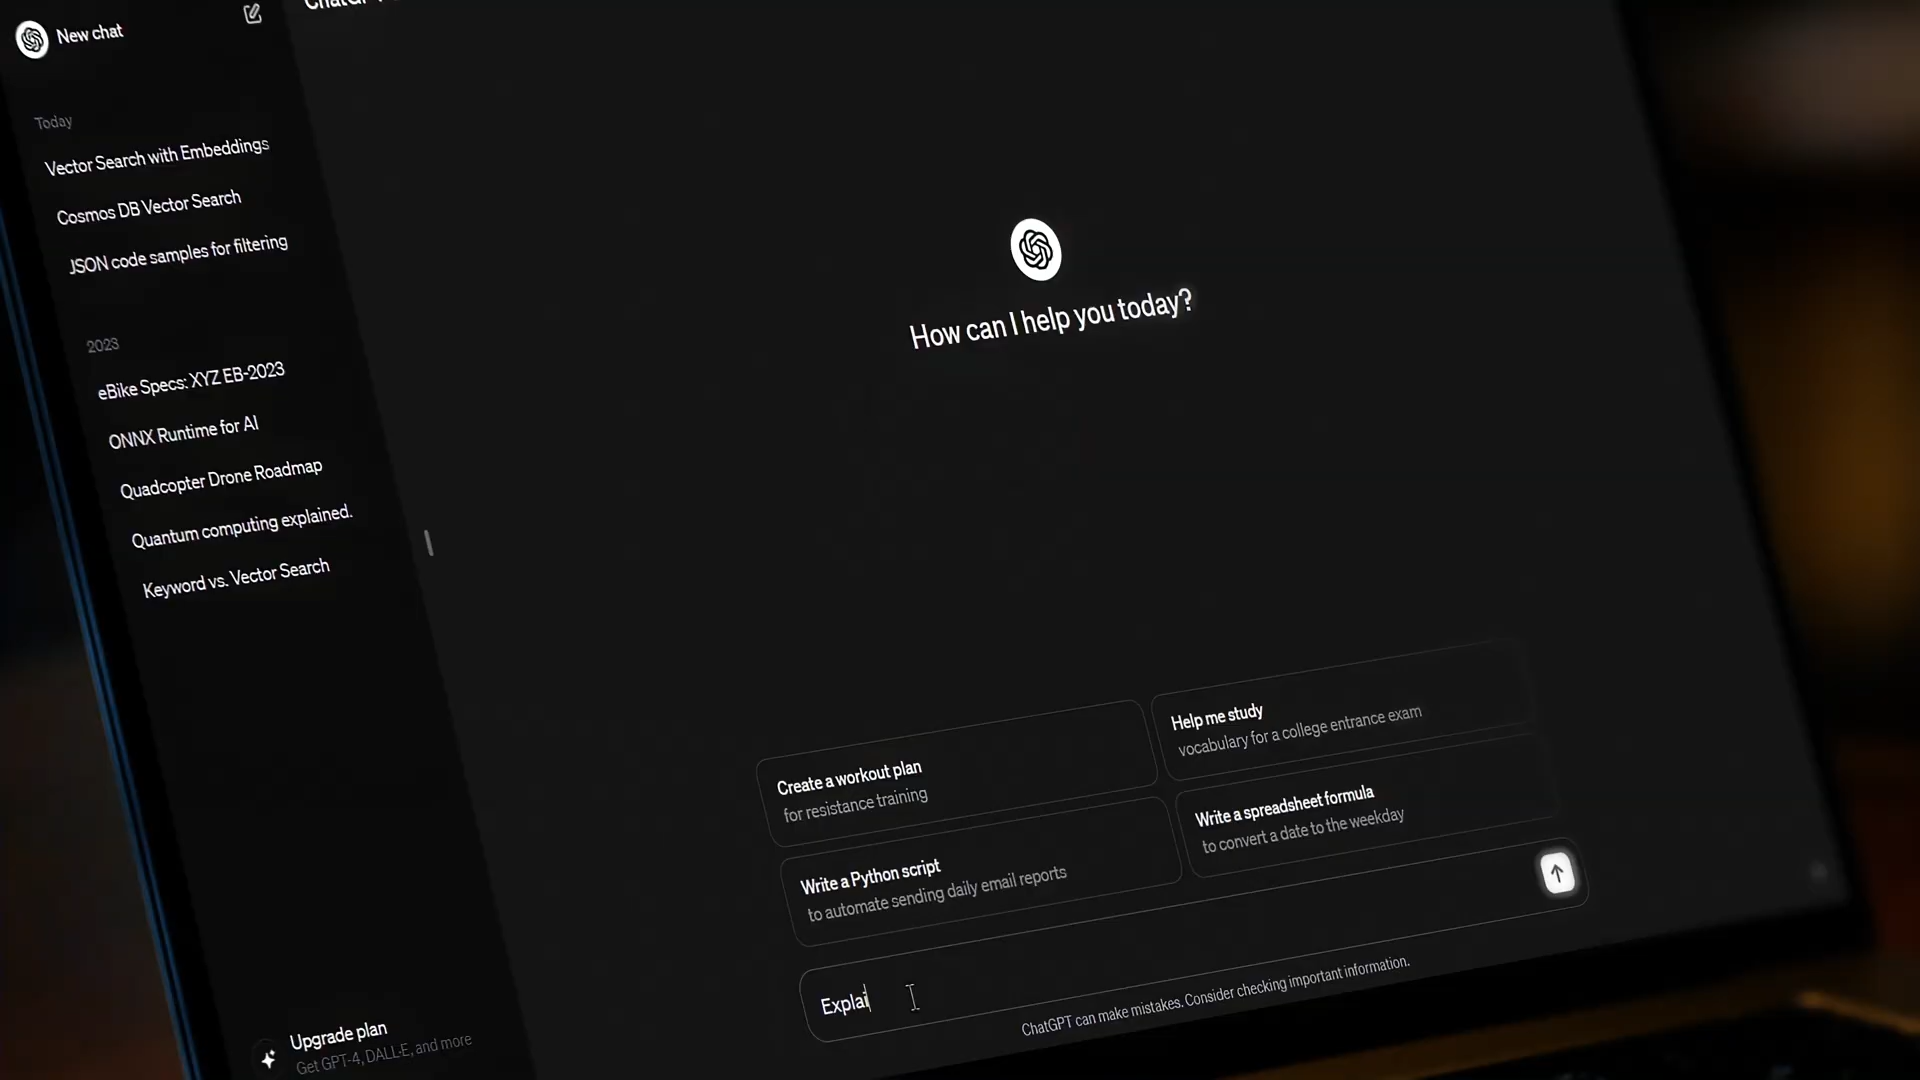 New chat
Today
Vector Search with Embeddings
Cosmos DB Vector Search
JSON code samples for filtering
2023
eBike Specs: XYZ EB-2023
ONNX Runtime for AI
Quadcopter Drone Roadmap
Quantum computing explained.
Keyword vs. Vector Search
Upgrade plan
Get GPT-4, DALL·E, and more
How can I help you today?
Create a workout plan
for resistance training
Help me study
vocabulary for a college entrance exam
Write a Python script
to automate sending daily email reports
Write a spreadsheet formula
to convert a date to the weekday
Explai
ChatGPT can make mistakes. Consider checking important information.